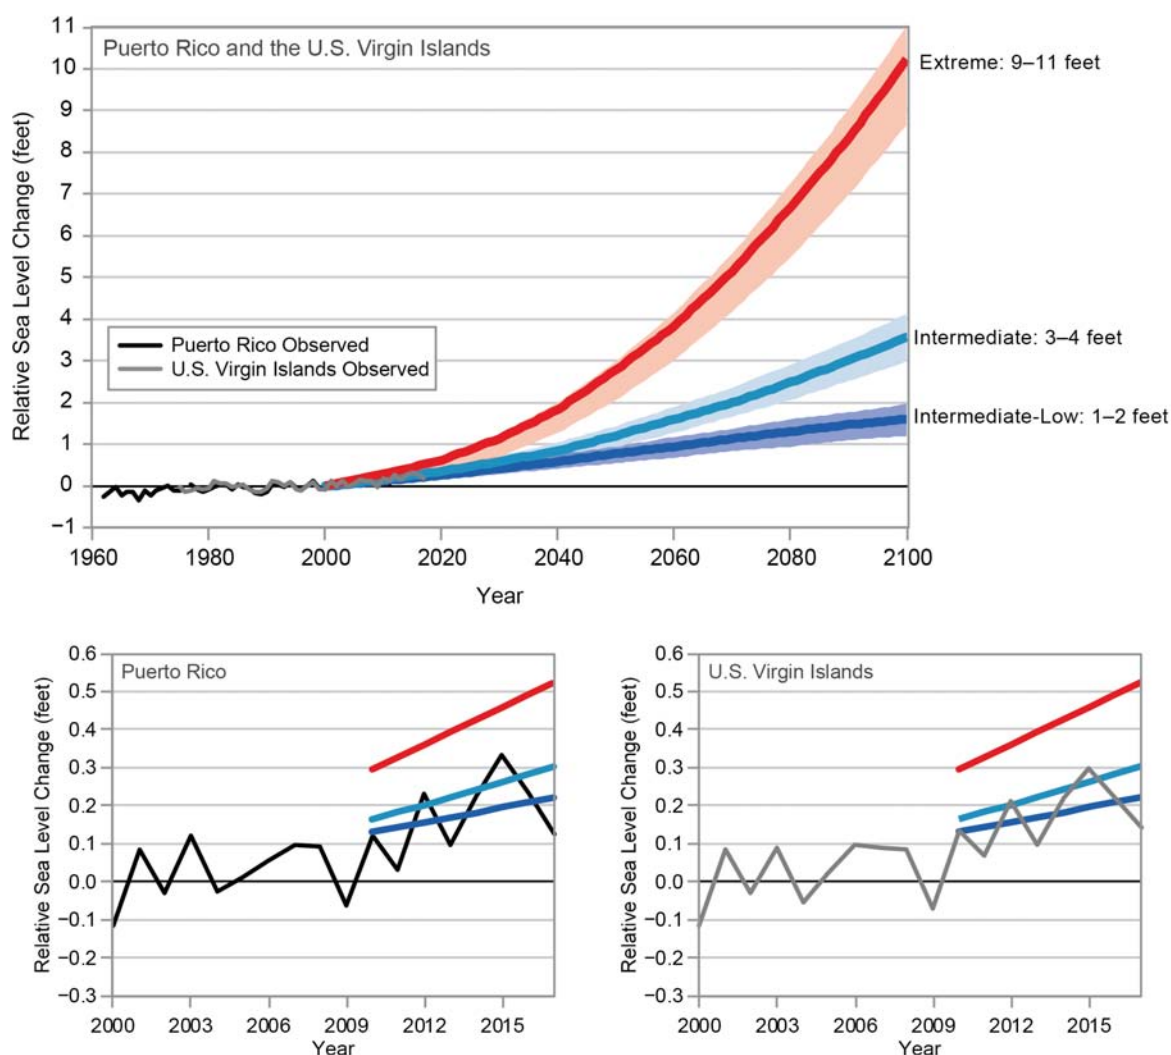 Puerto Rico and the U.S. Virgin Islands
Relative Sea Level Change (feet)
11
10
9
8
7
6
5
4
3
2
1
0
−1
Extreme: 9–11 feet
Intermediate: 3–4 feet
Intermediate-Low: 1–2 feet
Puerto Rico Observed
U.S. Virgin Islands Observed
1960 1980 2000 2020 2040 2060 2080 2100
Year
Puerto Rico
Relative Sea Level Change (feet)
0.6
0.5
0.4
0.3
0.2
0.1
0.0
−0.1
−0.2
−0.3
2000 2003 2006 2009 2012 2015
Year
U.S. Virgin Islands
Relative Sea Level Change (feet)
0.6
0.5
0.4
0.3
0.2
0.1
0.0
−0.1
−0.2
−0.3
2000 2003 2006 2009 2012 2015
Year